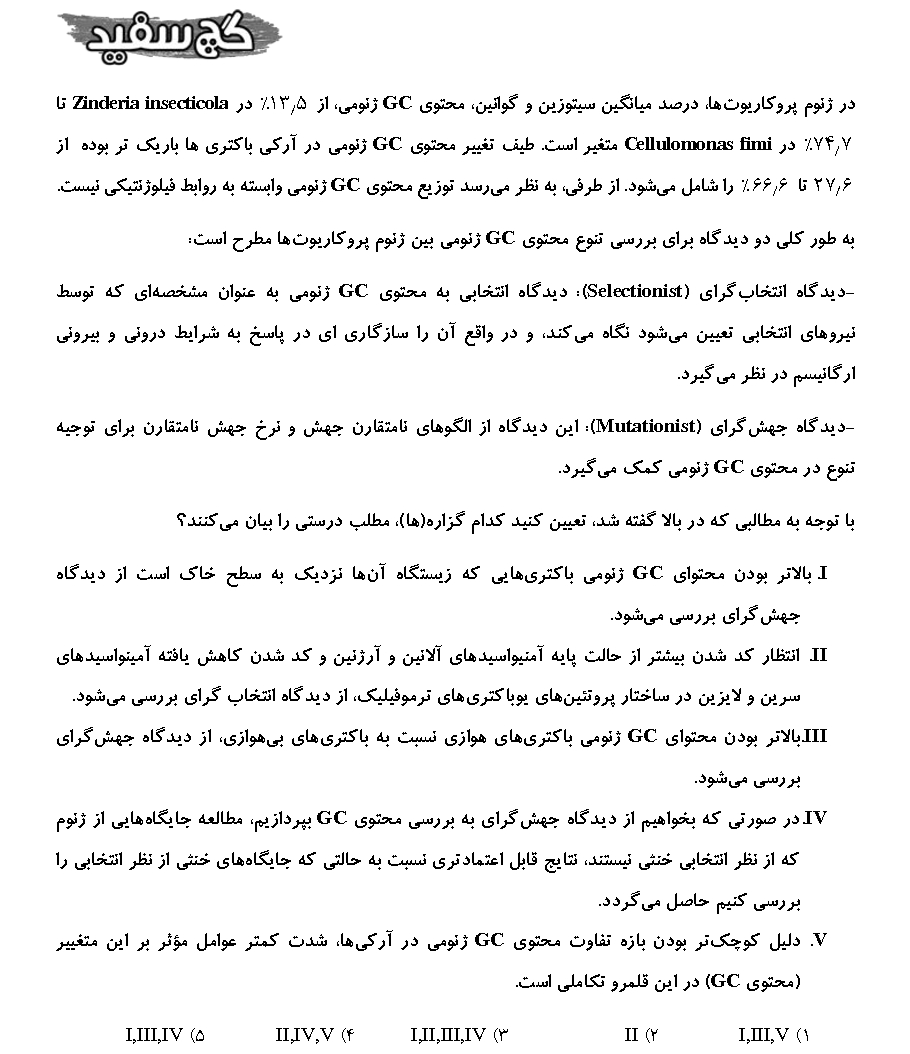 گچ سفید
در ژنوم پروکاریوت‌ها، درصد میانگین سیتوزین و گوانین، محتوی GC ژنومی، از ۱۳٫۵٪ در Zinderia insecticola تا
۷۴٫۷٪ در Cellulomonas fimi متغیر است. طیف تغییر محتوی GC ژنومی در آرکی باکتری ها باریک تر بوده از
۲۷٫۶ تا ۶۶٫۶٪ را شامل می‌شود. از طرفی، به نظر می‌رسد توزیع محتوی GC ژنومی وابسته به روابط فیلوژنتیکی نیست.
به طور کلی دو دیدگاه برای بررسی تنوع محتوی GC ژنومی بین ژنوم پروکاریوت‌ها مطرح است:
-دیدگاه انتخاب‌گرای (Selectionist): دیدگاه انتخابی به محتوی GC ژنومی به عنوان مشخصه‌ای که توسط
نیروهای انتخابی تعیین می‌شود نگاه می‌کند، و در واقع آن را سازگاری ای در پاسخ به شرایط درونی و بیرونی
ارگانیسم در نظر می‌گیرد.
-دیدگاه جهش‌گرای (Mutationist): این دیدگاه از الگوهای نامتقارن جهش و نرخ جهش نامتقارن برای توجیه
تنوع در محتوی GC ژنومی کمک می‌گیرد.
با توجه به مطالبی که در بالا گفته شد، تعیین کنید کدام گزاره(ها)، مطلب درستی را بیان می‌کنند؟
I. بالاتر بودن محتوای GC ژنومی باکتری‌هایی که زیستگاه آن‌ها نزدیک به سطح خاک است از دیدگاه
جهش‌گرای بررسی می‌شود.
II. انتظار کد شدن بیشتر از حالت پایه آمنیواسیدهای آلانین و آرژنین و کد شدن کاهش یافته آمینواسیدهای
سرین و لایزین در ساختار پروتئین‌های یوباکتری‌های ترموفیلیک، از دیدگاه انتخاب گرای بررسی می‌شود.
III. بالاتر بودن محتوای GC ژنومی باکتری‌های هوازی نسبت به باکتری‌های بی‌هوازی، از دیدگاه جهش‌گرای
بررسی می‌شود.
IV. در صورتی که بخواهیم از دیدگاه جهش‌گرای به بررسی محتوی GC بپردازیم، مطالعه جایگاه‌هایی از ژنوم
که از نظر انتخابی خنثی نیستند، نتایج قابل اعتمادتری نسبت به حالتی که جایگاه‌های خنثی از نظر انتخابی را
بررسی کنیم حاصل می‌گردد.
V. دلیل کوچک‌تر بودن بازه تفاوت محتوی GC ژنومی در آرکی‌ها، شدت کمتر عوامل مؤثر بر این متغییر
(محتوی GC) در این قلمرو تکاملی است.
۱) I,III,V ۲) II ۳) I,II,III,IV ۴) II,IV,V ۵) I,III,IV